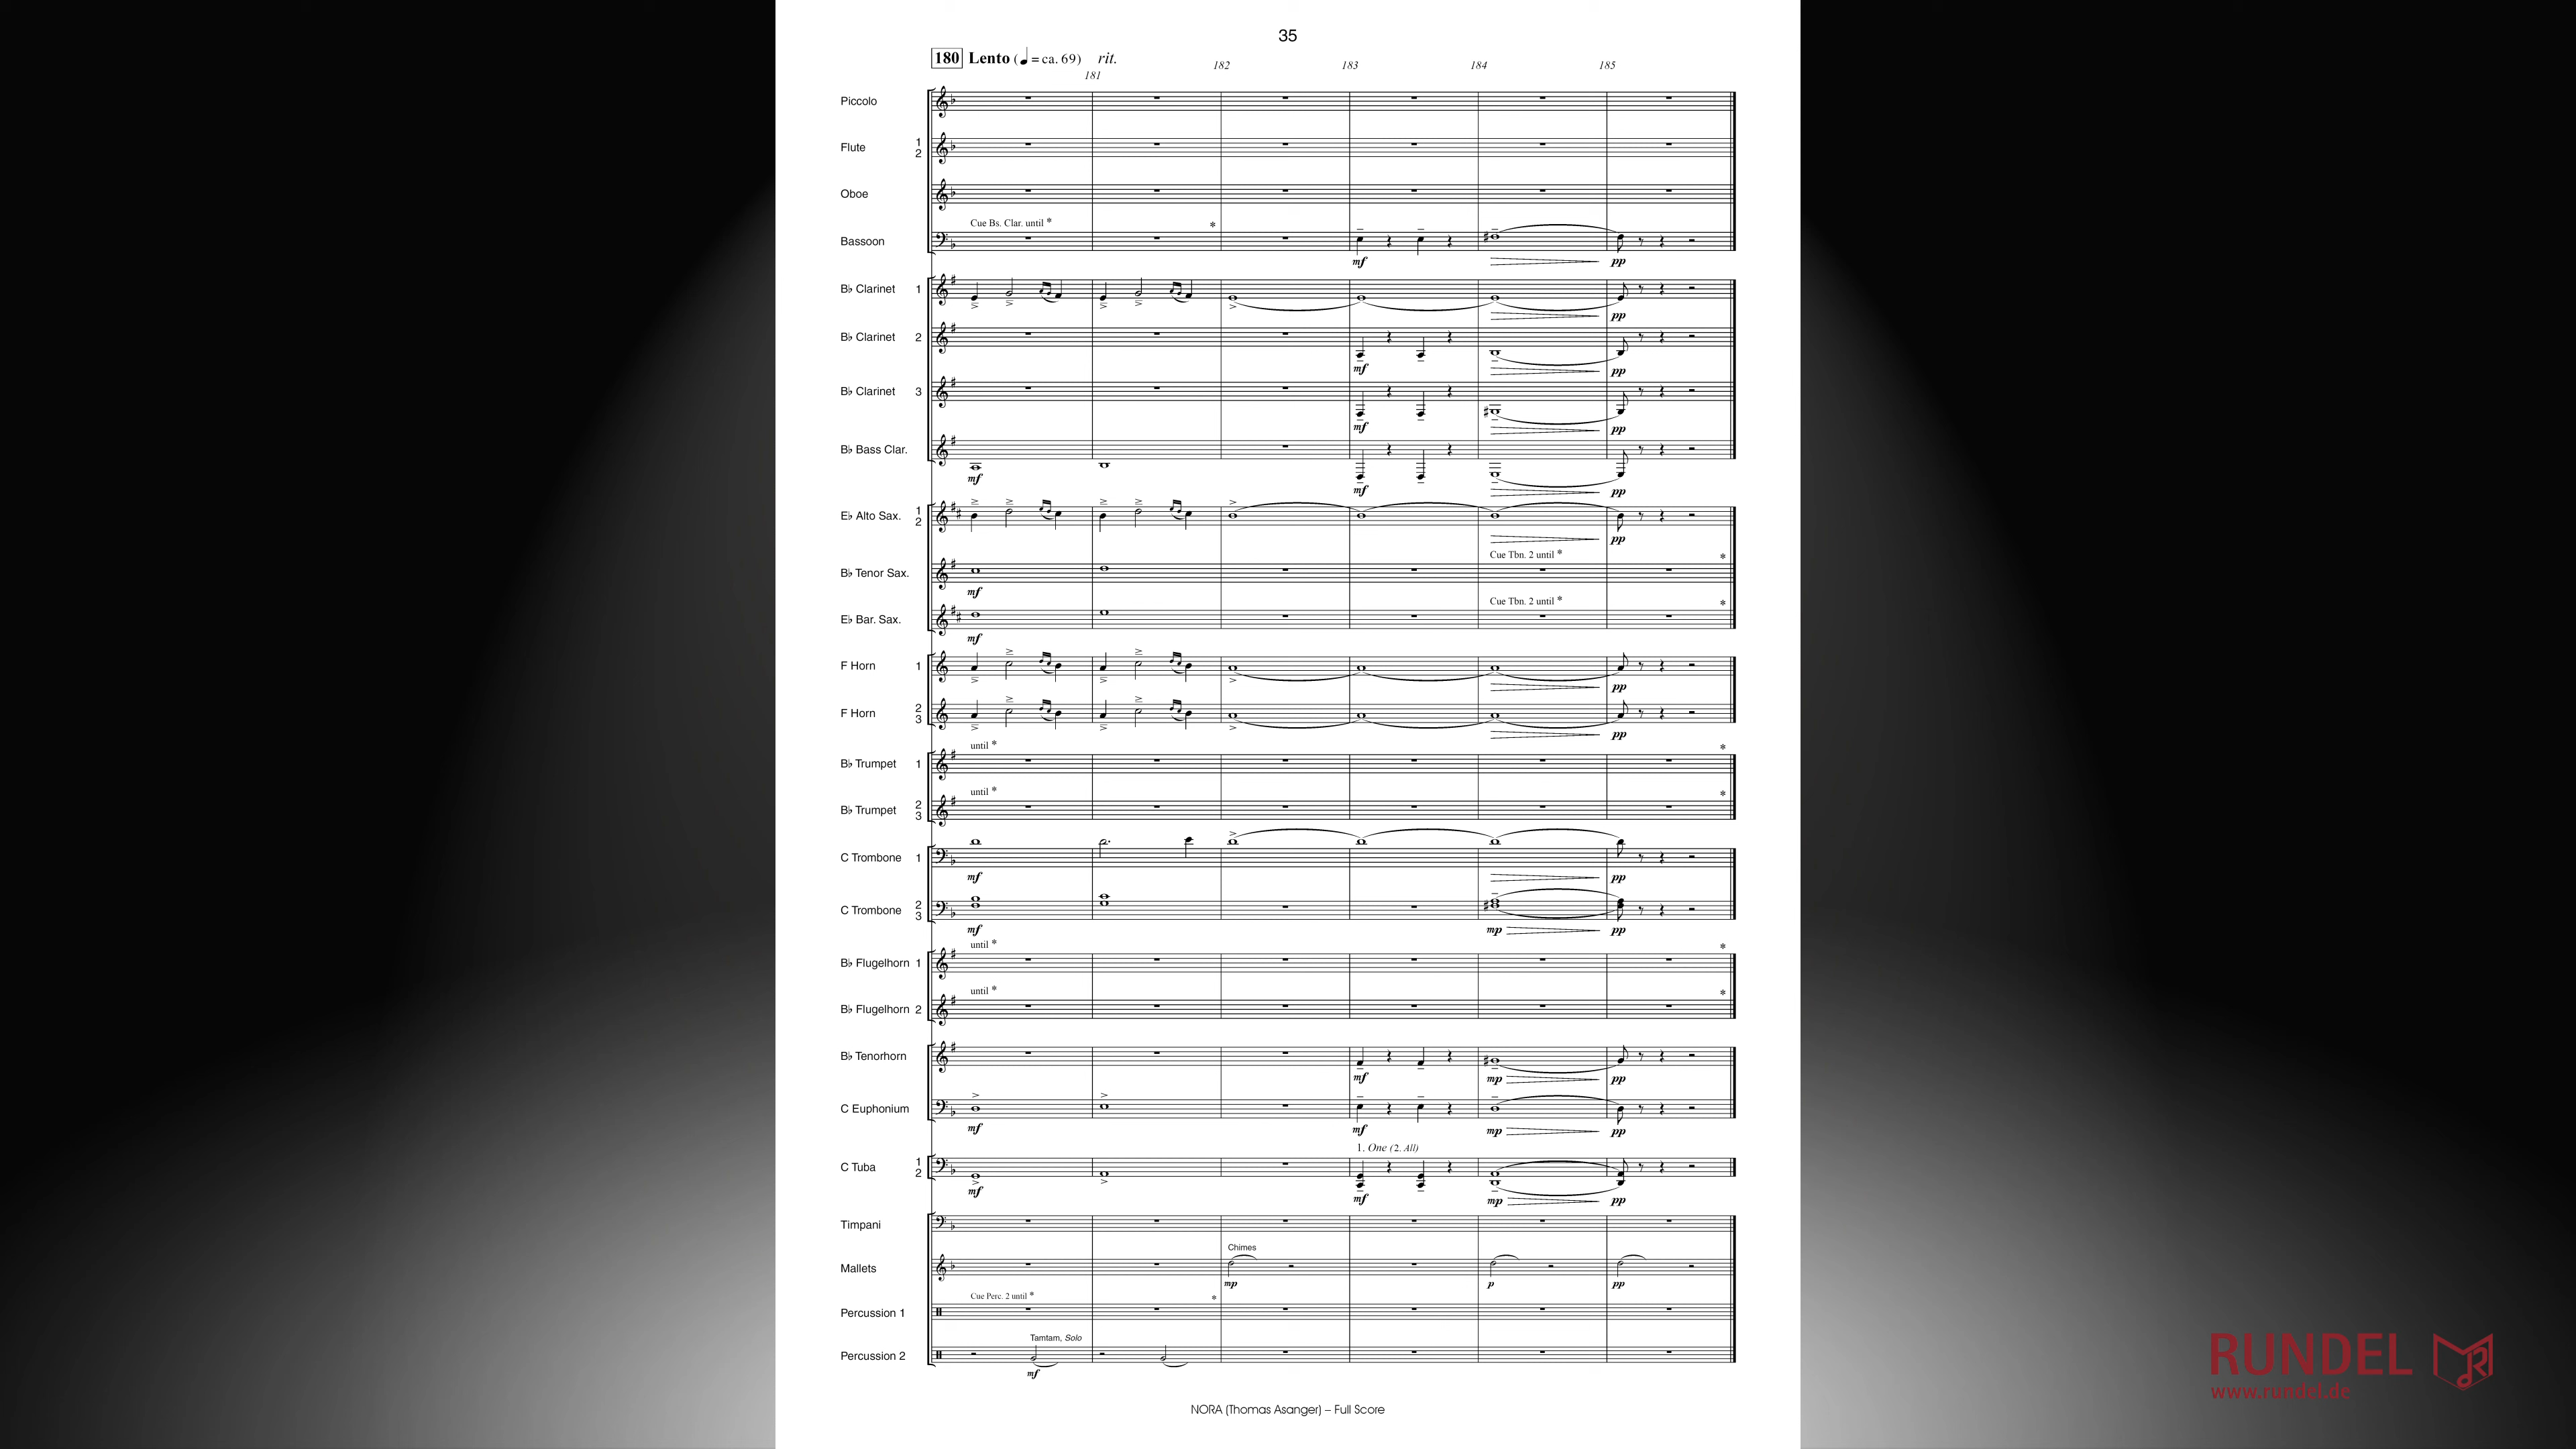 35
180 Lento (♩ = ca. 69) rit.
181 182 183 184 185
Piccolo
Flute 1 2
Oboe
Cue Bs. Clar. until * *
Bassoon
mf pp
B♭ Clarinet 1
pp
B♭ Clarinet 2
mf pp
B♭ Clarinet 3
mf pp
B♭ Bass Clar.
mf mf pp
E♭ Alto Sax. 1 2
pp
Cue Tbn. 2 until * *
B♭ Tenor Sax.
mf
Cue Tbn. 2 until * *
E♭ Bar. Sax.
mf
F Horn 1
pp
F Horn 2 3
pp
until * *
B♭ Trumpet 1
until * *
B♭ Trumpet 2 3
C Trombone 1
mf pp
C Trombone 2 3
mf mp pp
until * *
B♭ Flugelhorn 1
until * *
B♭ Flugelhorn 2
B♭ Tenorhorn
mf mp pp
C Euphonium
mf mp pp
1. One (2. All)
C Tuba 1 2
mf mf mp pp
Timpani
Chimes
Mallets
mp p pp
Cue Perc. 2 until * *
Percussion 1
Tamtam, Solo
Percussion 2
mf
NORA (Thomas Asanger) – Full Score
RUNDEL
www.rundel.de